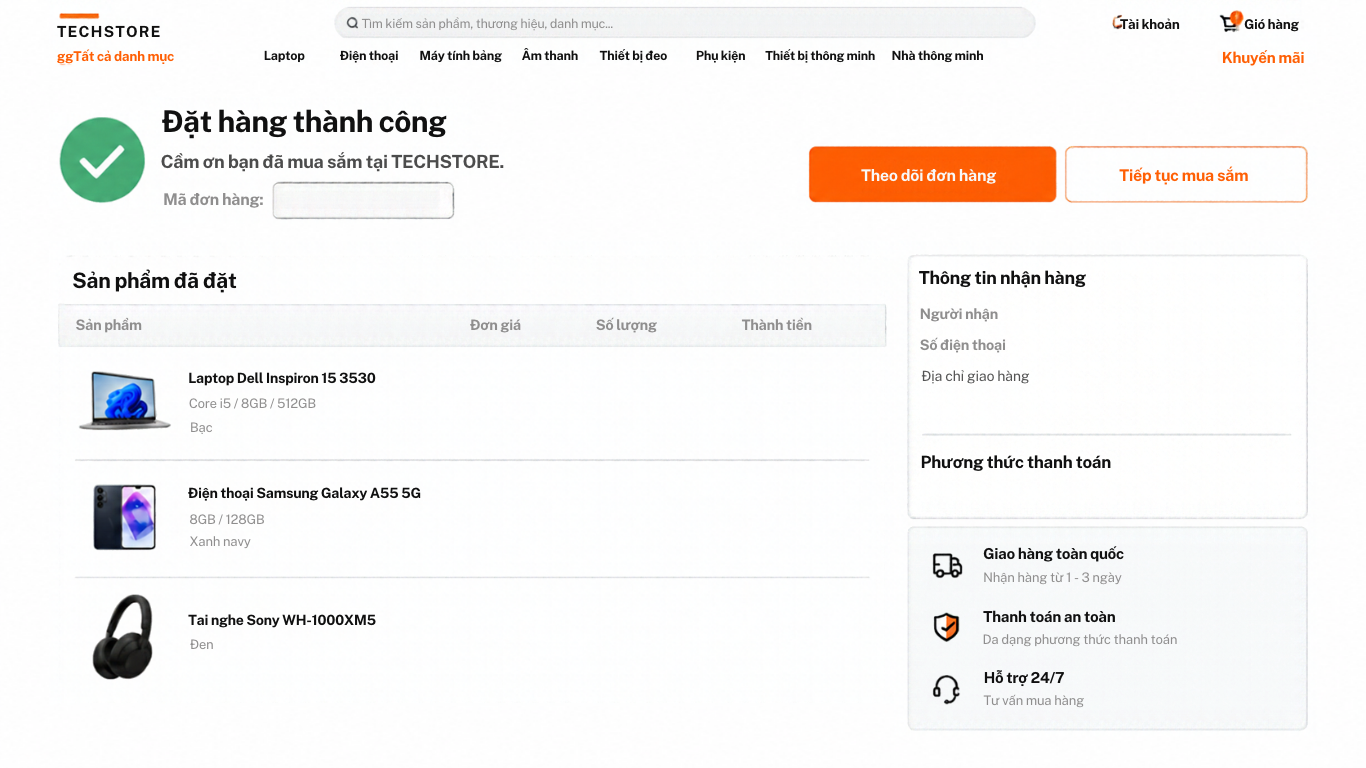 TECHSTORE
Tìm kiếm sản phẩm, thương hiệu, danh mục...
Tài khoản
Gió hàng
ggTất cả danh mục
Laptop
Điện thoại
Máy tính bảng
Âm thanh
Thiết bị đeo
Phụ kiện
Thiết bị thông minh
Nhà thông minh
Khuyến mãi
Đặt hàng thành công
Cầm ơn bạn đã mua sắm tại TECHSTORE.
Mã đơn hàng:
Theo dõi đơn hàng
Tiếp tục mua sắm
Sản phẩm đã đặt
Sản phẩm
Đơn giá
Số lượng
Thành tiền
Laptop Dell Inspiron 15 3530
Core i5 / 8GB / 512GB
Bạc
Điện thoại Samsung Galaxy A55 5G
8GB / 128GB
Xanh navy
Tai nghe Sony WH-1000XM5
Đen
Thông tin nhận hàng
Người nhận
Số điện thoại
Địa chỉ giao hàng
Phương thức thanh toán
Giao hàng toàn quốc
Nhận hàng từ 1 - 3 ngày
Thanh toán an toàn
Da dạng phương thức thanh toán
Hỗ trợ 24/7
Tư vấn mua hàng